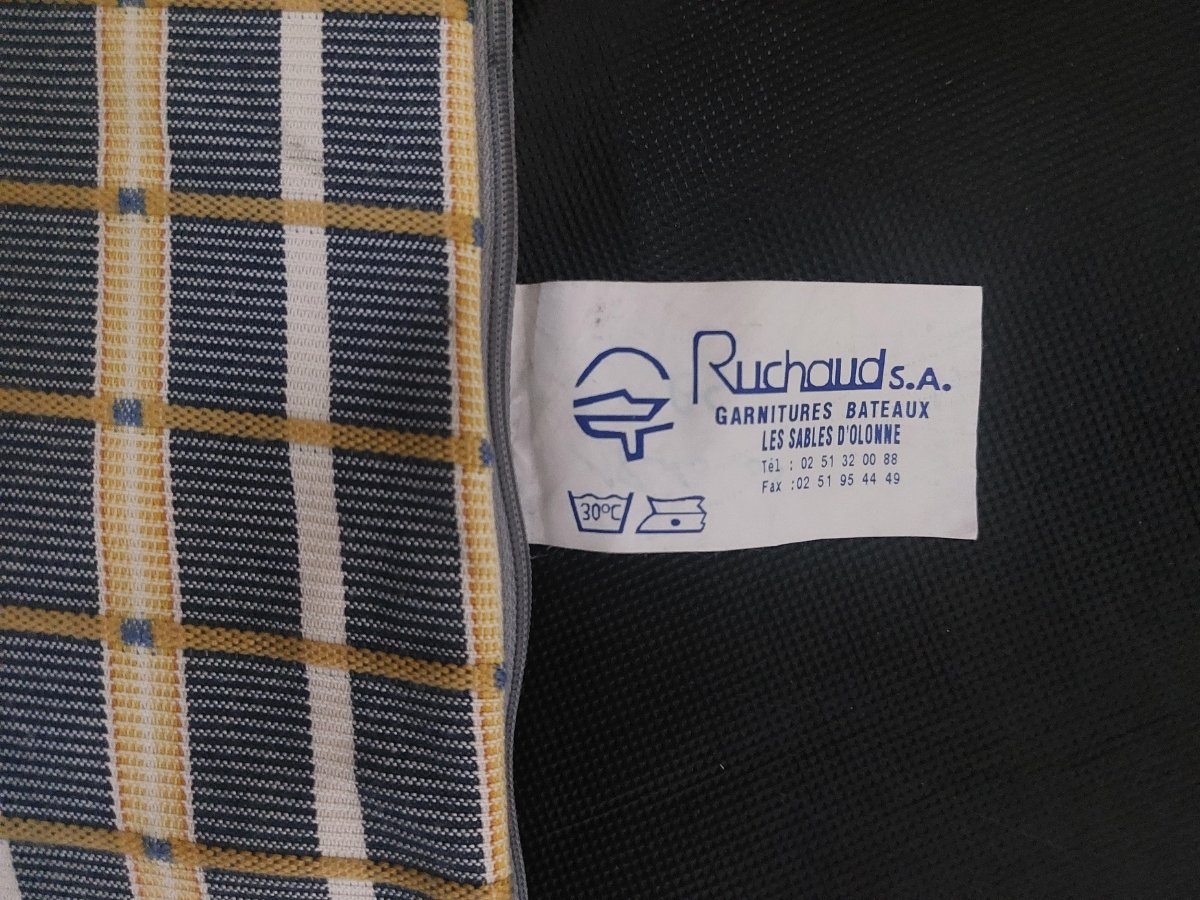 Ruchaud S.A.
GARNITURES BATEAUX
LES SABLES D'OLONNE
Tél : 02 51 32 00 88
Fax :02 51 95 44 49
30°C